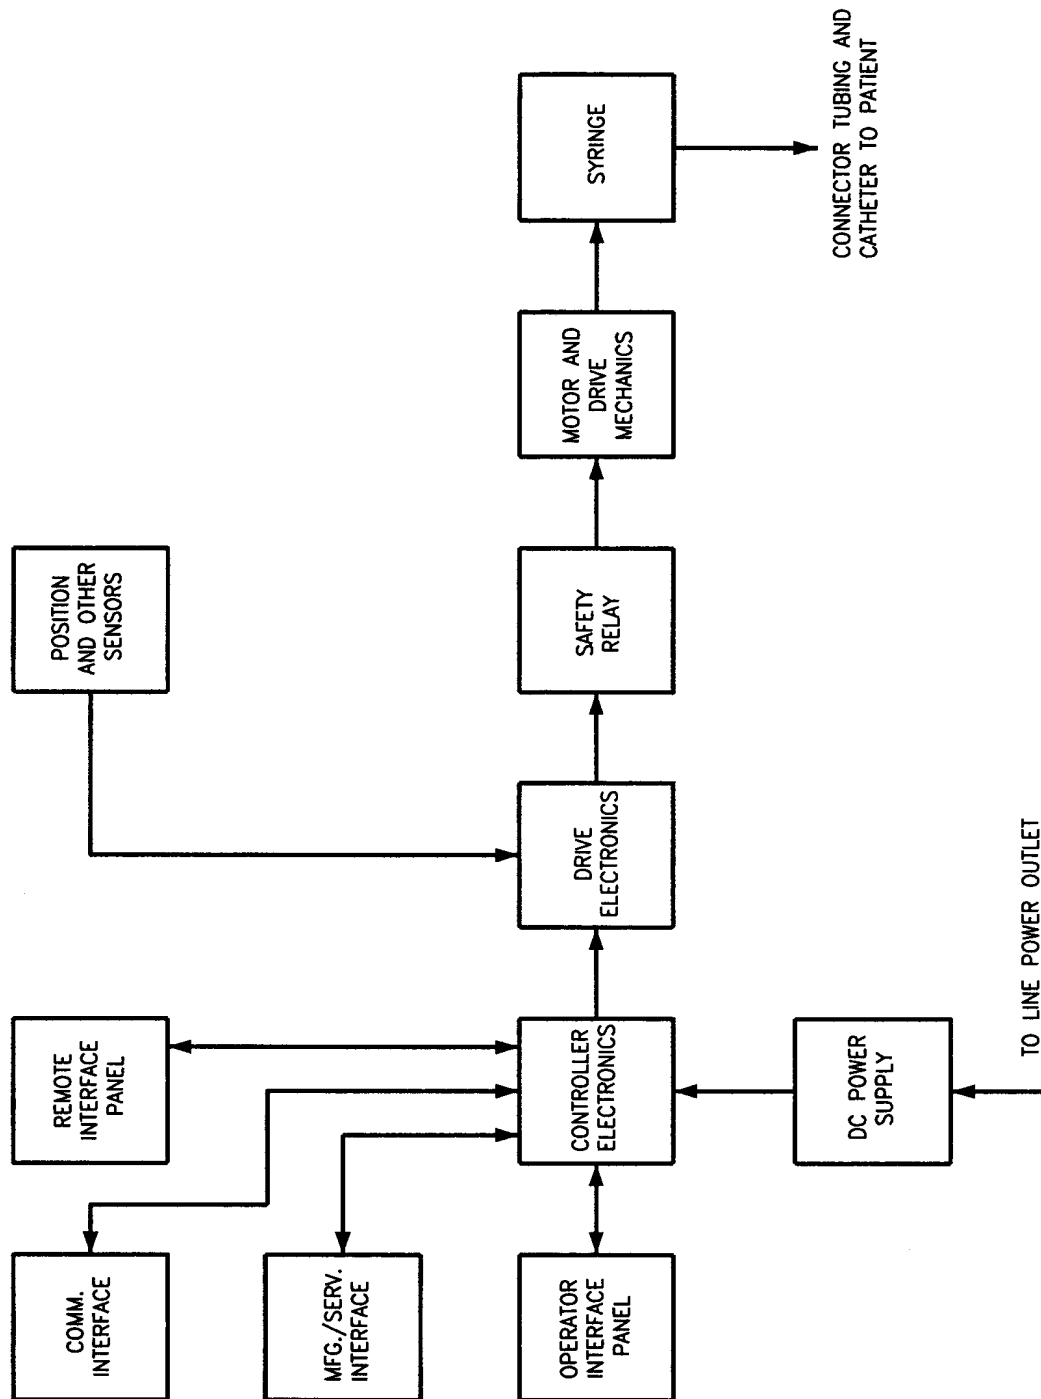 COMM.
INTERFACE
REMOTE
INTERFACE
PANEL
POSITION
AND OTHER
SENSORS
MFG./SERV.
INTERFACE
OPERATOR
INTERFACE
PANEL
CONTROLLER
ELECTRONICS
DRIVE
ELECTRONICS
SAFETY
RELAY
MOTOR AND
DRIVE
MECHANICS
SYRINGE
DC POWER
SUPPLY
CONNECTOR TUBING AND
CATHETER TO PATIENT
TO LINE POWER OUTLET